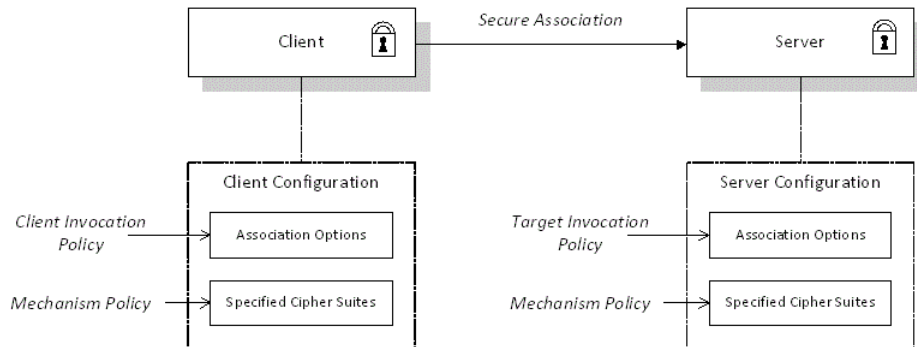 Secure Association
Client
Server
Client Configuration
Client Invocation
Policy
Association Options
Mechanism Policy
Specified Cipher Suites
Server Configuration
Target Invocation
Policy
Association Options
Mechanism Policy
Specified Cipher Suites